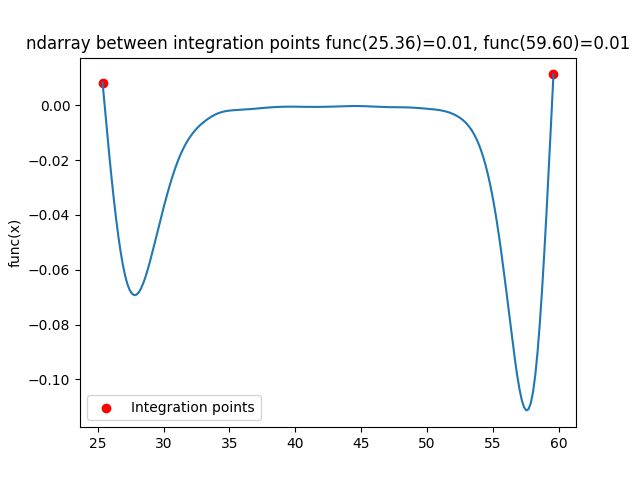 ndarray between integration points func(25.36)=0.01, func(59.60)=0.01
0.00
−0.02
−0.04
−0.06
−0.08
−0.10
func(x)
Integration points
25 30 35 40 45 50 55 60